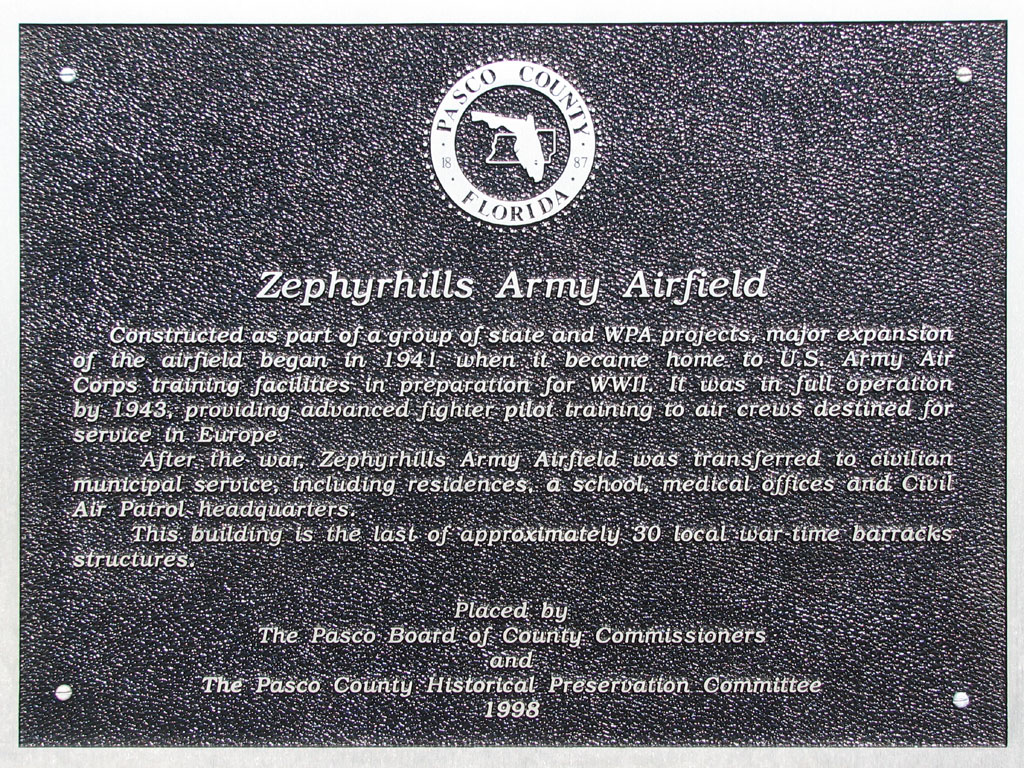 PASCO COUNTY
18 87
FLORIDA
Zephyrhills Army Airfield
Constructed as part of a group of state and WPA projects, major expansion
of the airfield began in 1941 when it became home to U.S. Army Air
Corps training facilities in preparation for WWII. It was in full operation
by 1943, providing advanced fighter pilot training to air crews destined for
service in Europe.
After the war, Zephyrhills Army Airfield was transferred to civilian
municipal service, including residences, a school, medical offices and Civil
Air Patrol headquarters.
This building is the last of approximately 30 local war-time barracks
structures.
Placed by
The Pasco Board of County Commissioners
and
The Pasco County Historical Preservation Committee
1998